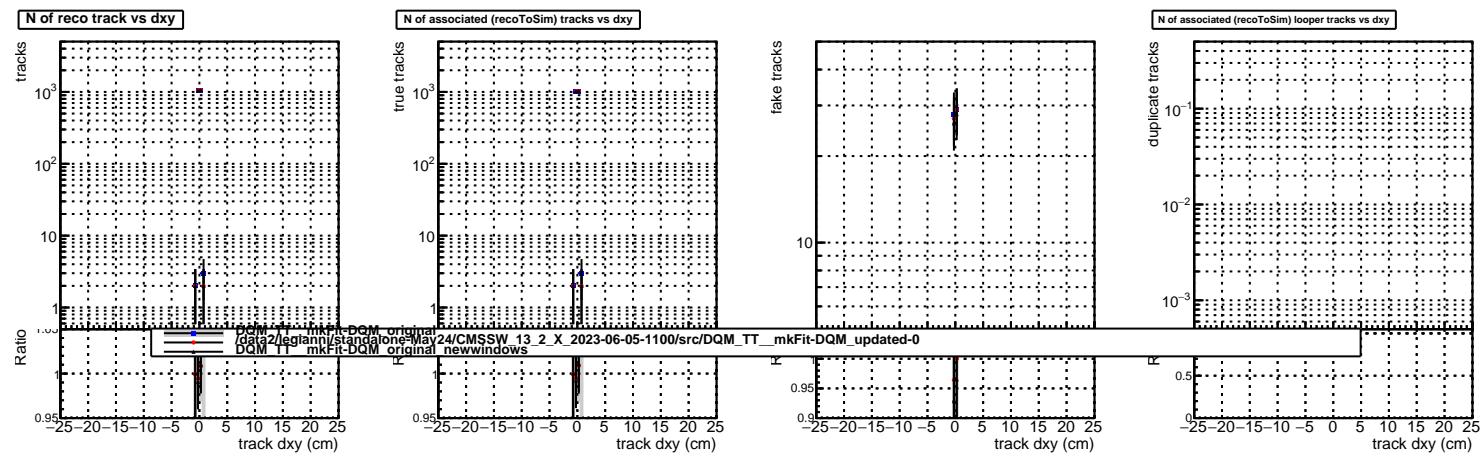 N of reco track vs dxy
N of associated (recoToSim) tracks vs dxy
N of associated (recoToSim) looper tracks vs dxy
tracks
10³
10²
10
1
true tracks
10³
10²
10
1
fake tracks
10
duplicate tracks
10⁻¹
10⁻²
10⁻³
DQM_TT__mkFit-DQM_original
/data2/legianni/standalone-May24/CMSSW_13_2_X_2023-06-05-1100/src/DQM_TT__mkFit-DQM_updated-0
DQM_TT__mkFit-DQM_original_newwindows
Ratio
1
0.95
1
0.95
0.95
0.9
0.5
0
−25 −20 −15 −10 −5 0 5 10 15 20 25
−25 −20 −15 −10 −5 0 5 10 15 20 25
−25 −20 −15 −10 −5 0 5 10 15 20 25
−25 −20 −15 −10 −5 0 5 10 15 20 25
track dxy (cm)
track dxy (cm)
track dxy (cm)
track dxy (cm)